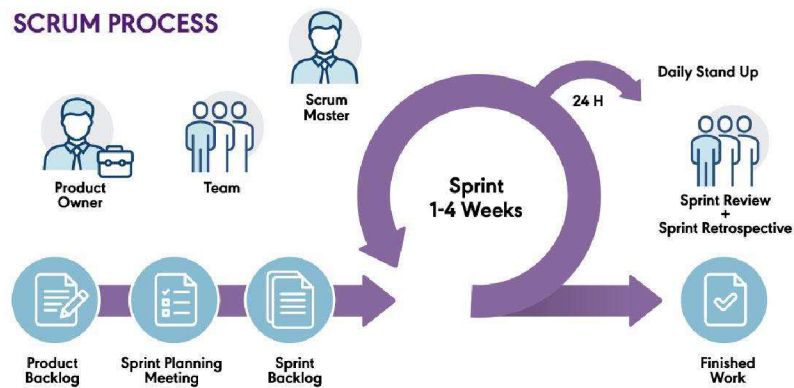 SCRUM PROCESS
Scrum
Master
Product
Owner
Team
24 H
Daily Stand Up
Sprint
1-4 Weeks
Sprint Review
+
Sprint Retrospective
Product
Backlog
Sprint Planning
Meeting
Sprint
Backlog
Finished
Work